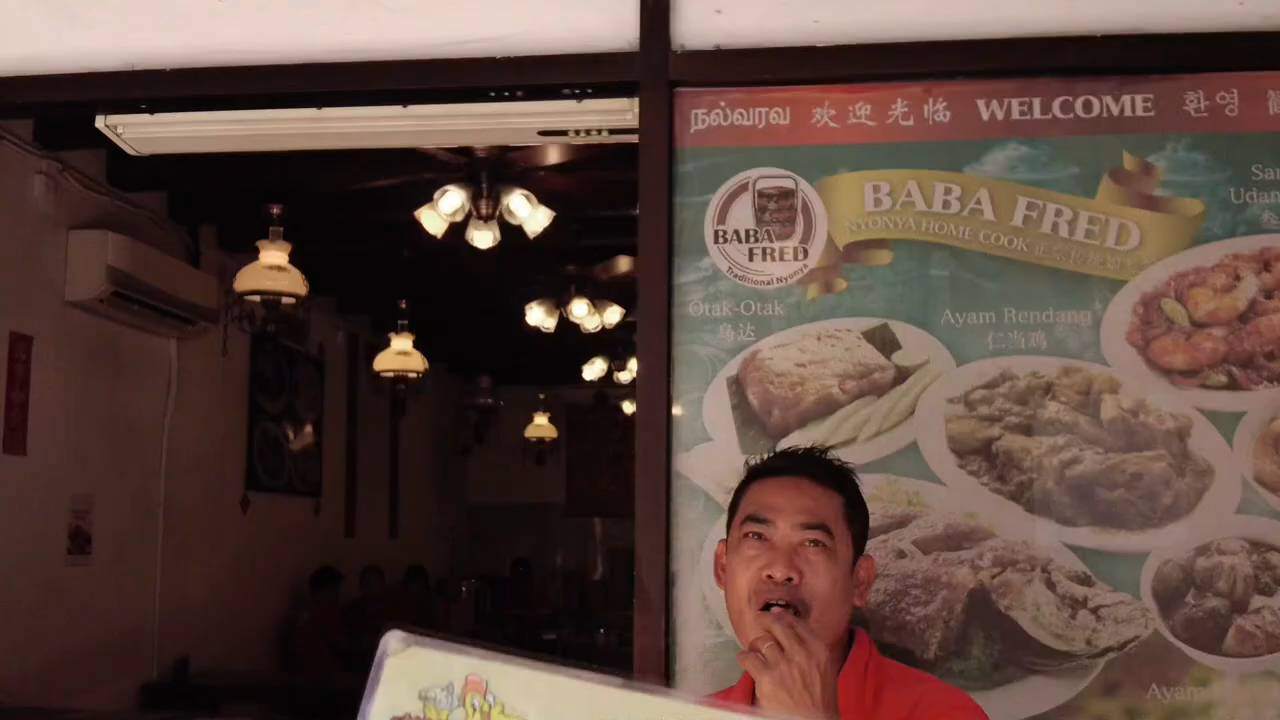 நல்வரவு 欢迎光临 WELCOME 환영
BABA FRED
NYONYA HOME COOK
BABA
FRED
Traditional Nyonya
Otak-Otak
乌达
Ayam Rendang
仁当鸡
Ayam